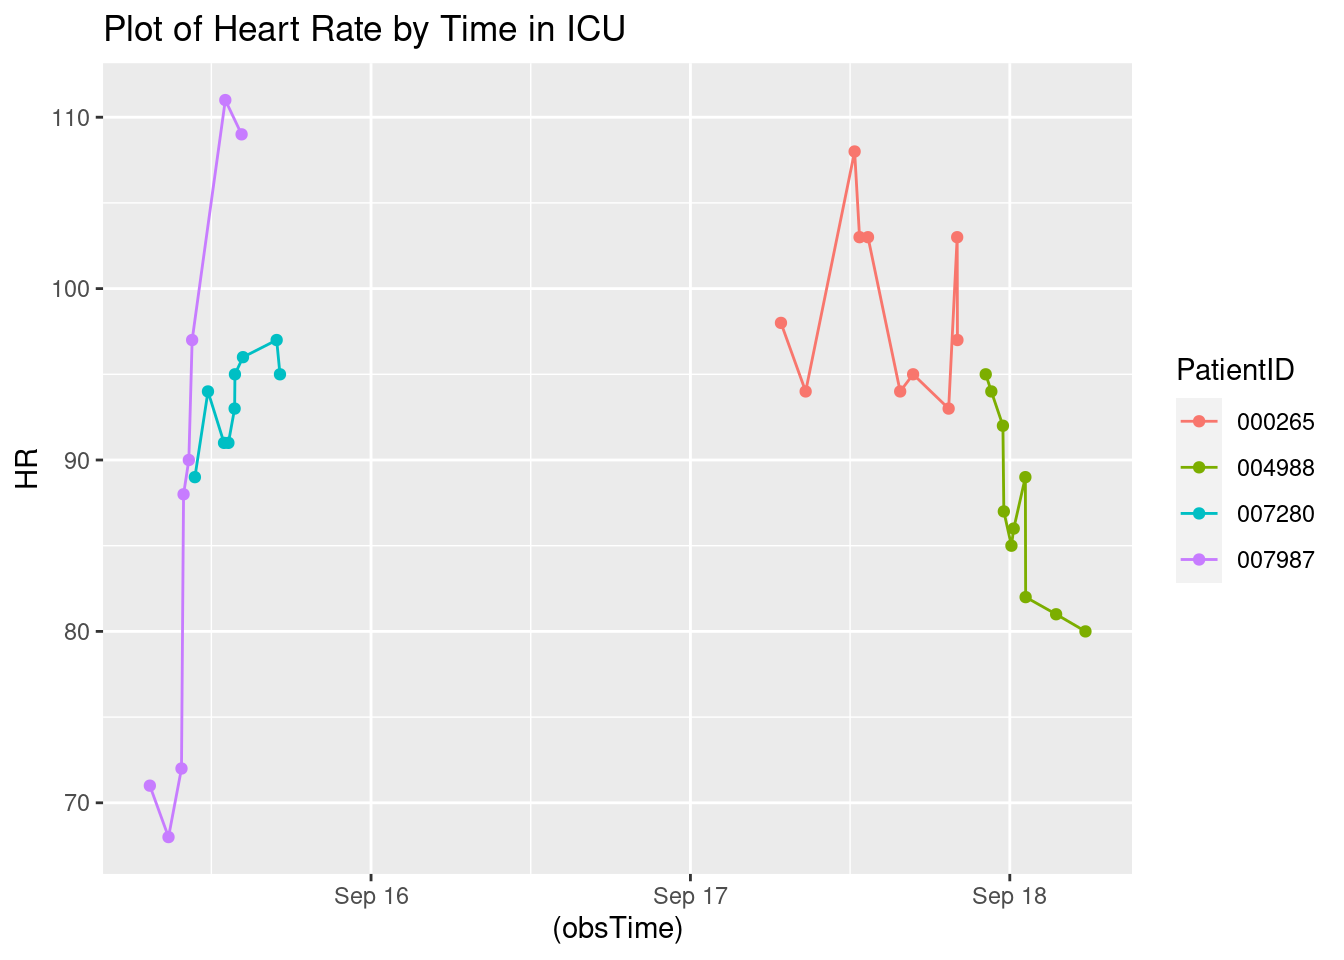 Plot of Heart Rate by Time in ICU
110
100
90
80
70
HR
Sep 16
Sep 17
Sep 18
(obsTime)
PatientID
000265
004988
007280
007987